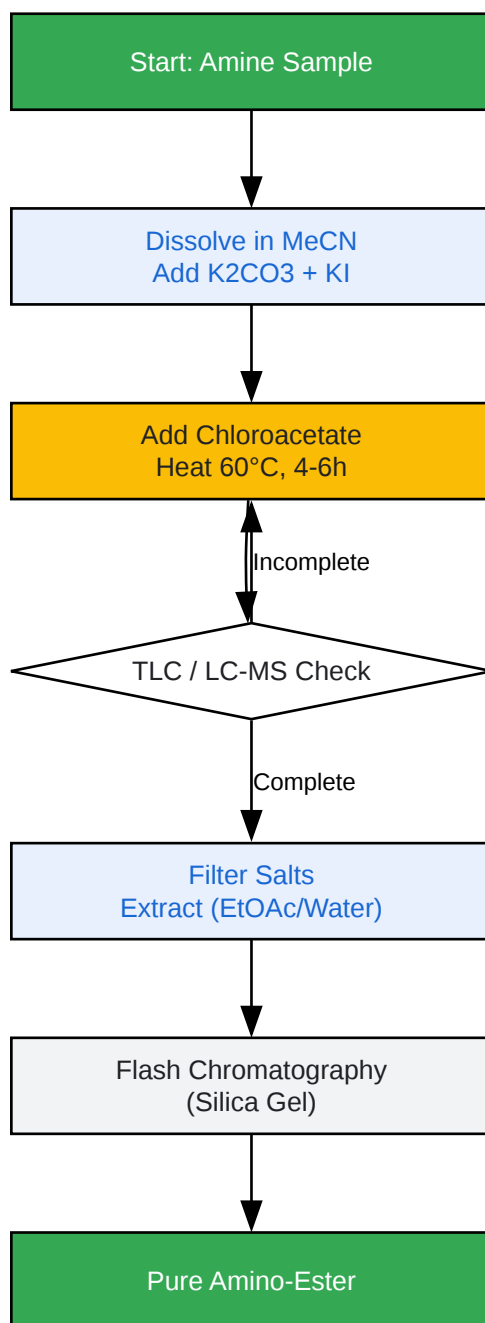 Start: Amine Sample
Dissolve in MeCN
Add K2CO3 + KI
Add Chloroacetate
Heat 60°C, 4-6h
Incomplete
TLC / LC-MS Check
Complete
Filter Salts
Extract (EtOAc/Water)
Flash Chromatography
(Silica Gel)
Pure Amino-Ester